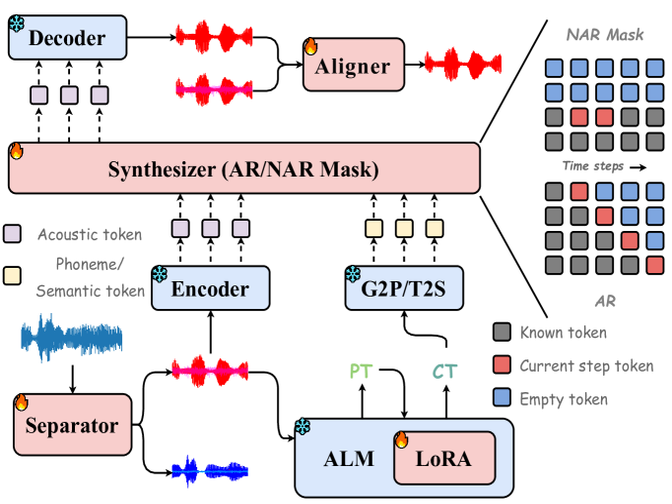 Decoder
Aligner
NAR Mask
Synthesizer (AR/NAR Mask)
Time steps
Acoustic token
Phoneme/
Semantic token
Encoder
G2P/T2S
AR
Known token
Current step token
Empty token
PT
CT
Separator
ALM
LoRA